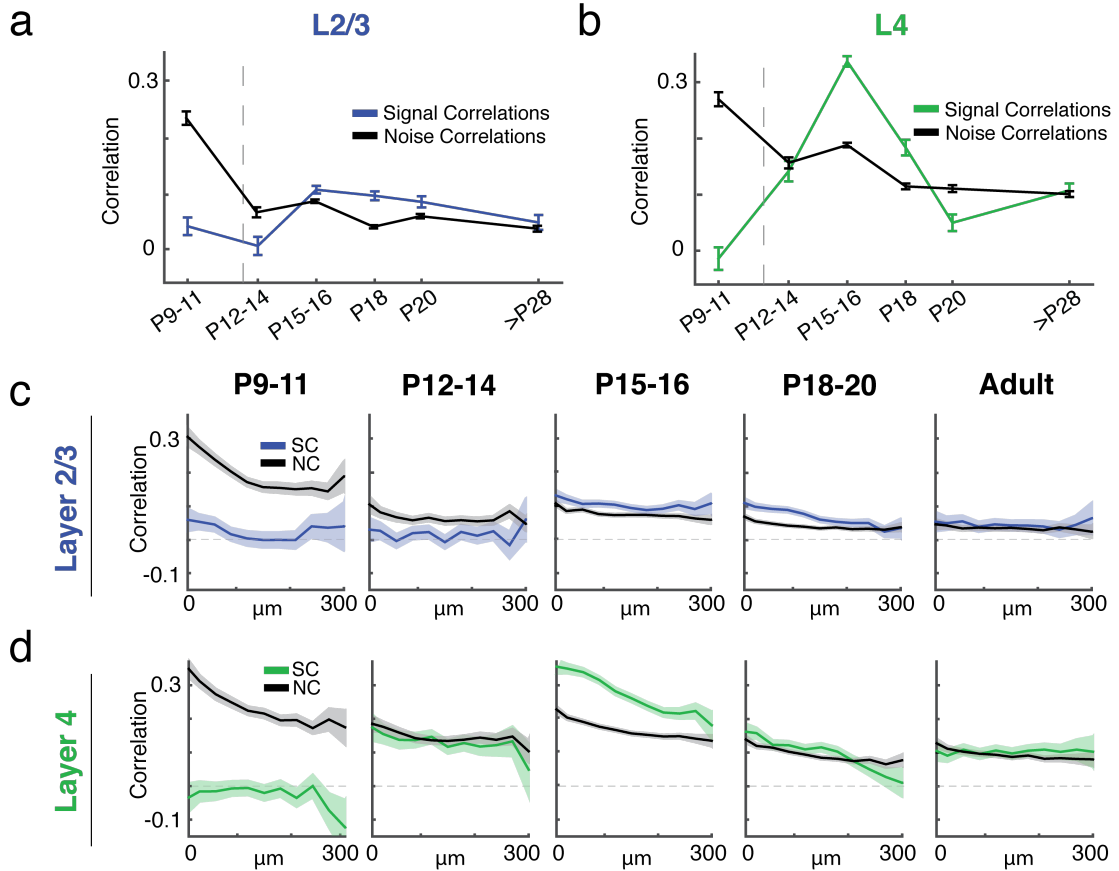 a
L2/3
b
L4
0.3
Correlation
0
Signal Correlations
Noise Correlations
P9-11
P12-14
P15-16
P18
P20
>P28
0.3
Correlation
0
Signal Correlations
Noise Correlations
P9-11
P12-14
P15-16
P18
P20
>P28
c
P9-11
P12-14
P15-16
P18-20
Adult
Layer 2/3
Correlation
0.3
-0.1
SC
NC
0 µm 300
0 µm 300
0 µm 300
0 µm 300
0 µm 300
d
Layer 4
Correlation
0.3
-0.1
SC
NC
0 µm 300
0 µm 300
0 µm 300
0 µm 300
0 µm 300